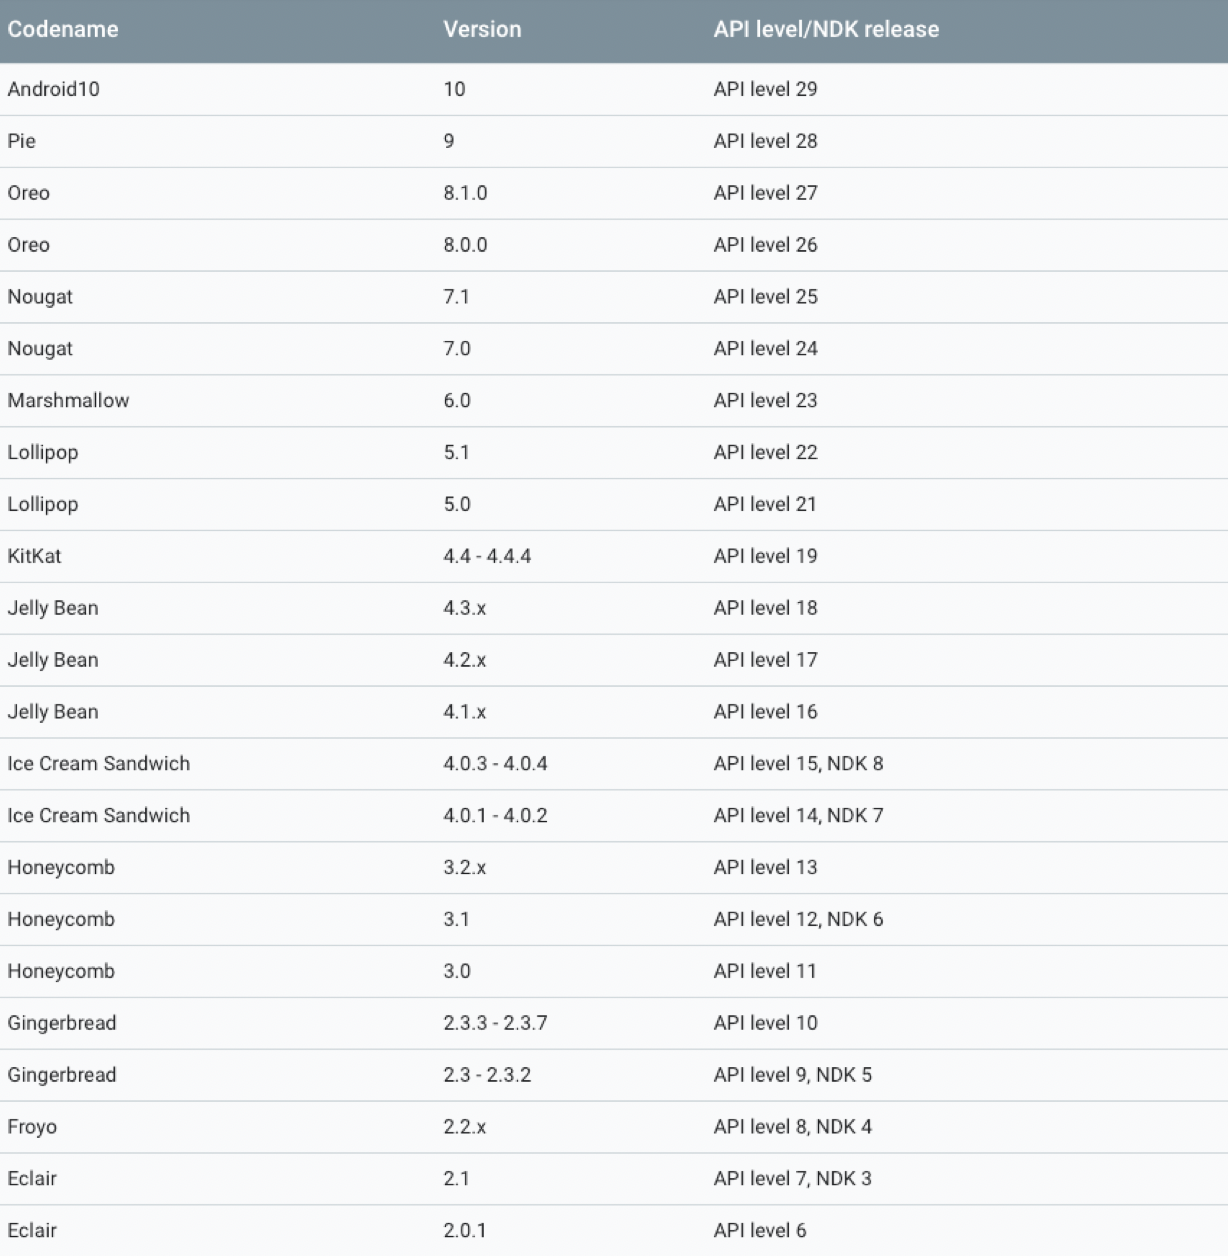 Codename Version API level/NDK release
Android10 10 API level 29
Pie 9 API level 28
Oreo 8.1.0 API level 27
Oreo 8.0.0 API level 26
Nougat 7.1 API level 25
Nougat 7.0 API level 24
Marshmallow 6.0 API level 23
Lollipop 5.1 API level 22
Lollipop 5.0 API level 21
KitKat 4.4 - 4.4.4 API level 19
Jelly Bean 4.3.x API level 18
Jelly Bean 4.2.x API level 17
Jelly Bean 4.1.x API level 16
Ice Cream Sandwich 4.0.3 - 4.0.4 API level 15, NDK 8
Ice Cream Sandwich 4.0.1 - 4.0.2 API level 14, NDK 7
Honeycomb 3.2.x API level 13
Honeycomb 3.1 API level 12, NDK 6
Honeycomb 3.0 API level 11
Gingerbread 2.3.3 - 2.3.7 API level 10
Gingerbread 2.3 - 2.3.2 API level 9, NDK 5
Froyo 2.2.x API level 8, NDK 4
Eclair 2.1 API level 7, NDK 3
Eclair 2.0.1 API level 6